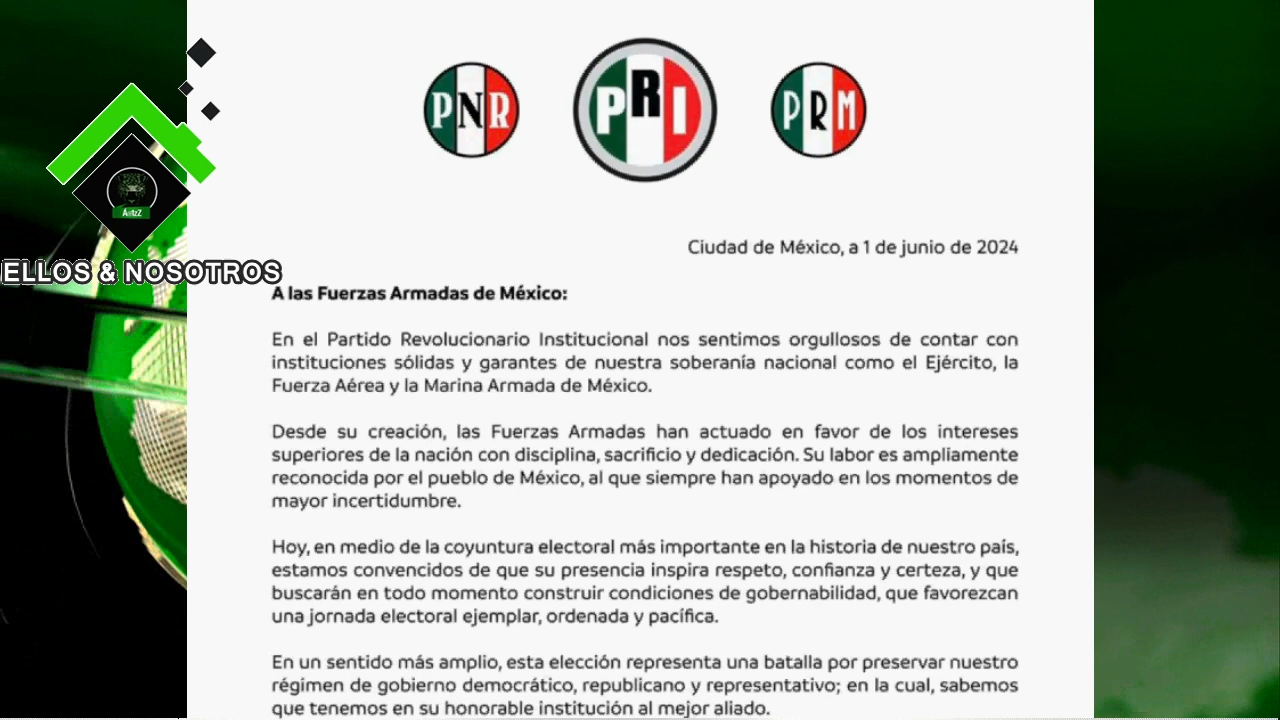 PNR
PRI
PRM
ArtzZ
ELLOS & NOSOTROS
Ciudad de México, a 1 de junio de 2024
A las Fuerzas Armadas de México:
En el Partido Revolucionario Institucional nos sentimos orgullosos de contar con
instituciones sólidas y garantes de nuestra soberanía nacional como el Ejército, la
Fuerza Aérea y la Marina Armada de México.
Desde su creación, las Fuerzas Armadas han actuado en favor de los intereses
superiores de la nación con disciplina, sacrificio y dedicación. Su labor es ampliamente
reconocida por el pueblo de México, al que siempre han apoyado en los momentos de
mayor incertidumbre.
Hoy, en medio de la coyuntura electoral más importante en la historia de nuestro país,
estamos convencidos de que su presencia inspira respeto, confianza y certeza, y que
buscarán en todo momento construir condiciones de gobernabilidad, que favorezcan
una jornada electoral ejemplar, ordenada y pacífica.
En un sentido más amplio, esta elección representa una batalla por preservar nuestro
régimen de gobierno democrático, republicano y representativo; en la cual, sabemos
que tenemos en su honorable institución al mejor aliado.